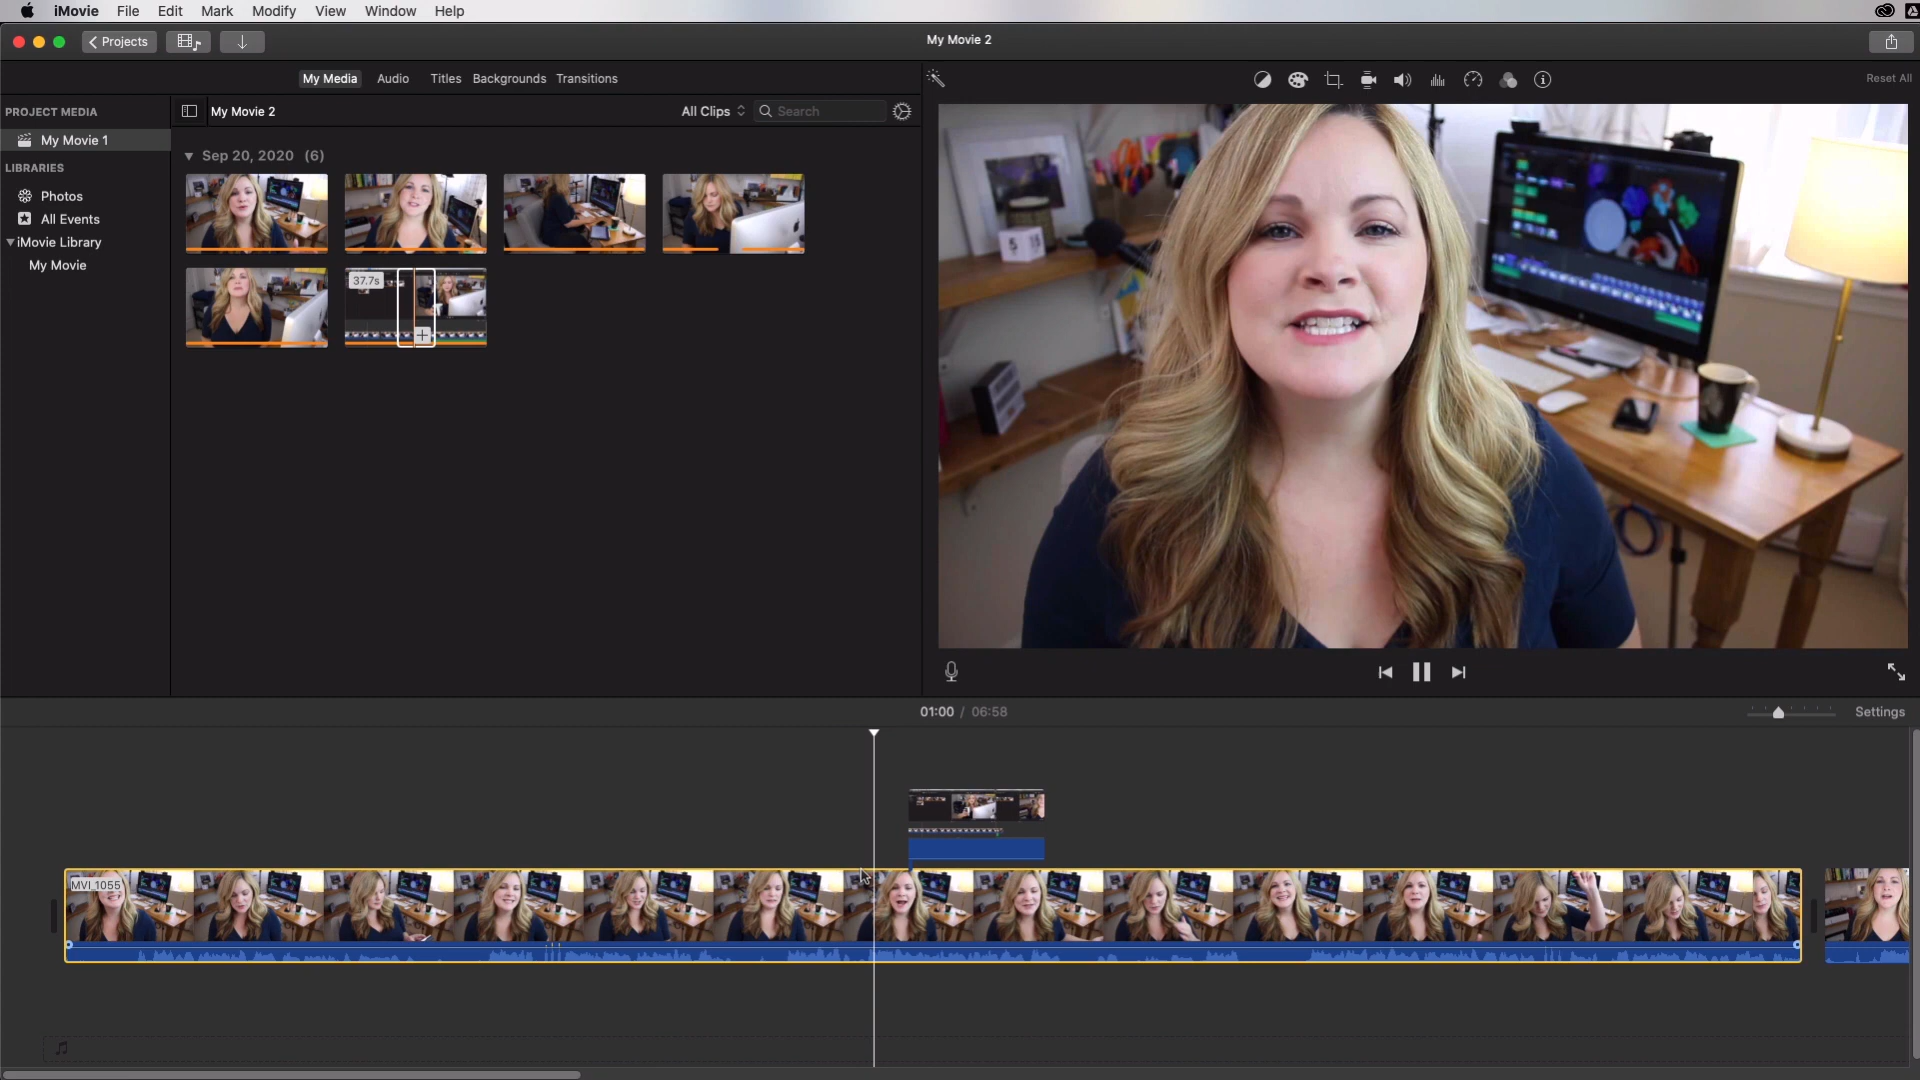 iMovie File Edit Mark Modify View Window Help
Projects
My Movie 2
My Media Audio Titles Backgrounds Transitions
Reset All
PROJECT MEDIA
My Movie 2 All Clips Search
My Movie 1
LIBRARIES
Sep 20, 2020 (6)
Photos
All Events
iMovie Library
My Movie
37.7s
01:00 / 06:58
Settings
MVI_1055